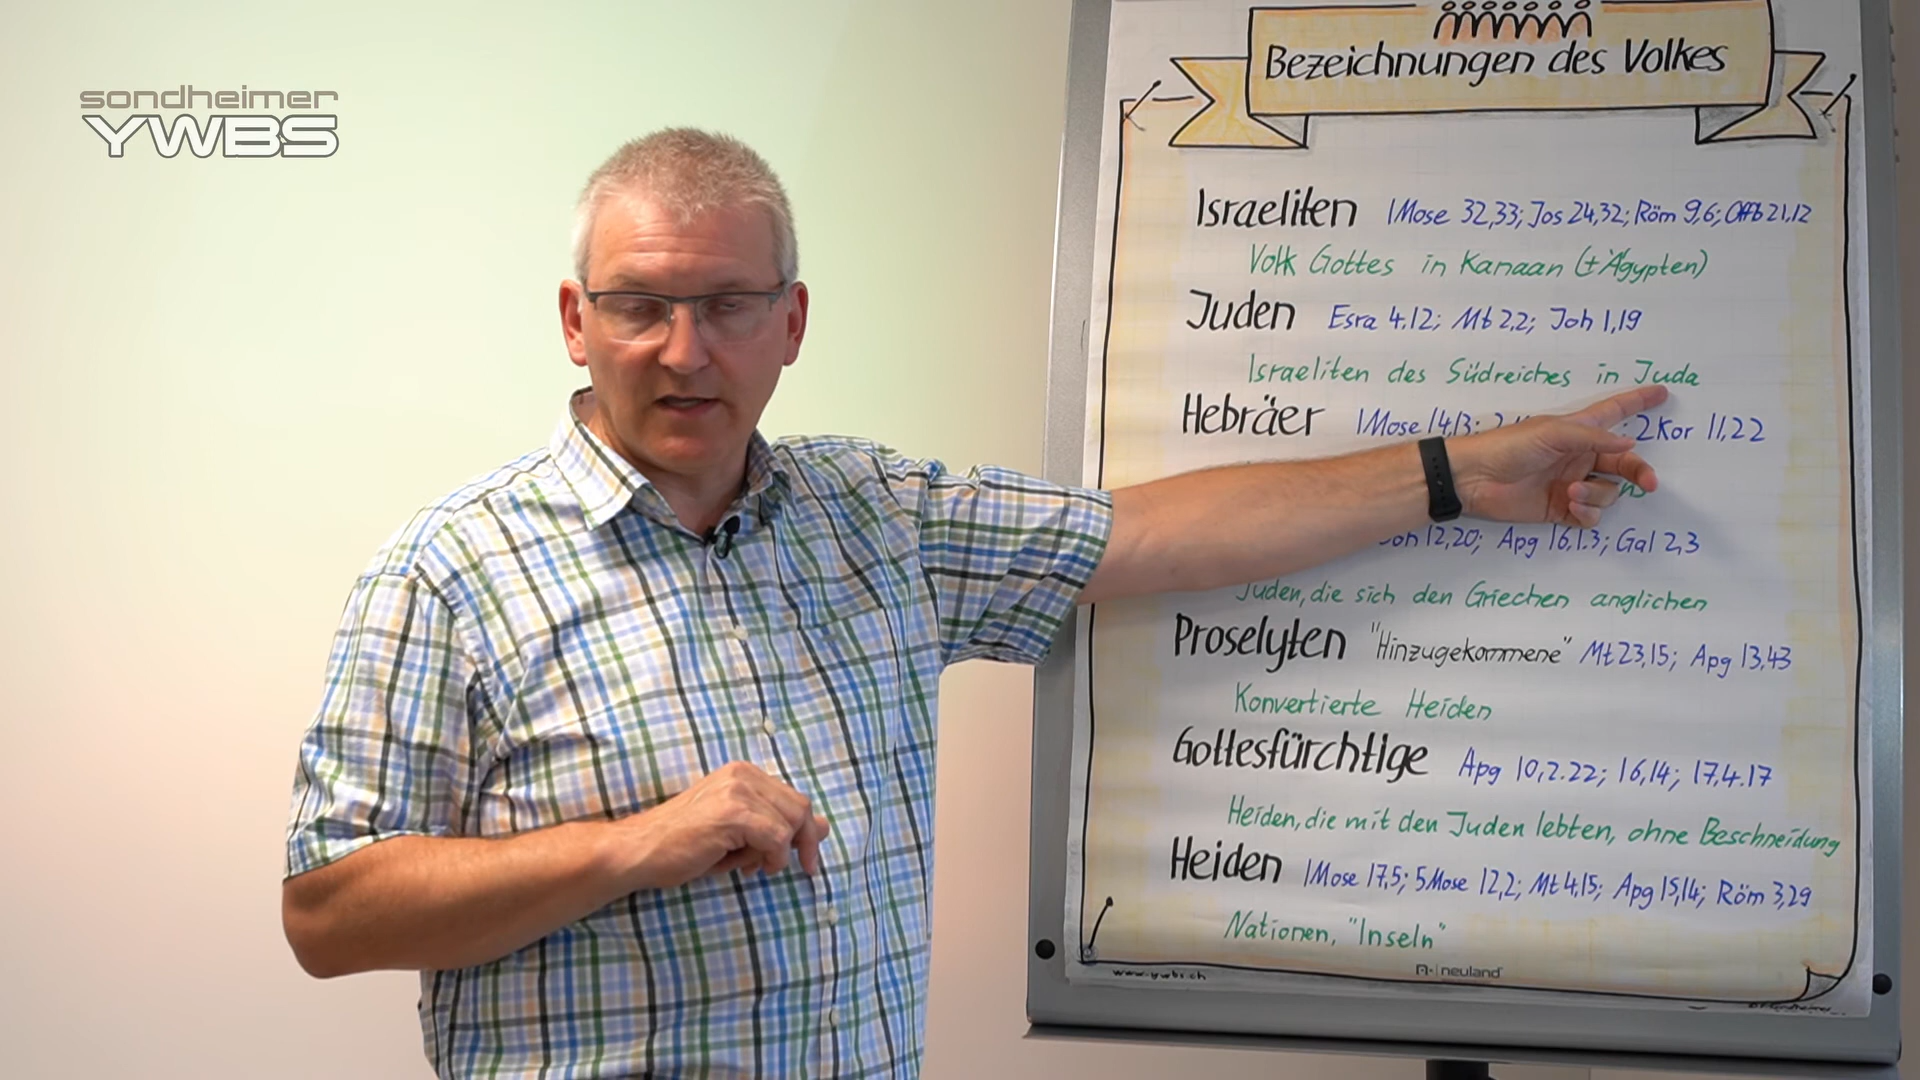 sondheimer
YWBS
Bezeichnungen des Volkes
Israeliten 1Mose 32,33; Jos 24,32; Röm 9,6; Offb 21,12
Volk Gottes in Kanaan (+Ägypten)
Juden Esra 4,12; Mt 2,2; Joh 1,19
Israeliten des Südreiches in Juda
Hebräer 1Mose 14,13; 2Kor 11,22
oh 12,20; Apg 16,1.3; Gal 2,3
Juden, die sich den Griechen anglichen
Proselyten "Hinzugekommene" Mt 23,15; Apg 13,43
Konvertierte Heiden
Gottesfürchtige Apg 10,2.22; 16,14; 17,4.17
Heiden, die mit den Juden lebten, ohne Beschneidung
Heiden 1Mose 17,5; 5Mose 12,2; Mt 4,15; Apg 15,14; Röm 3,29
Nationen, "Inseln"
www.ywbs.ch
neuland